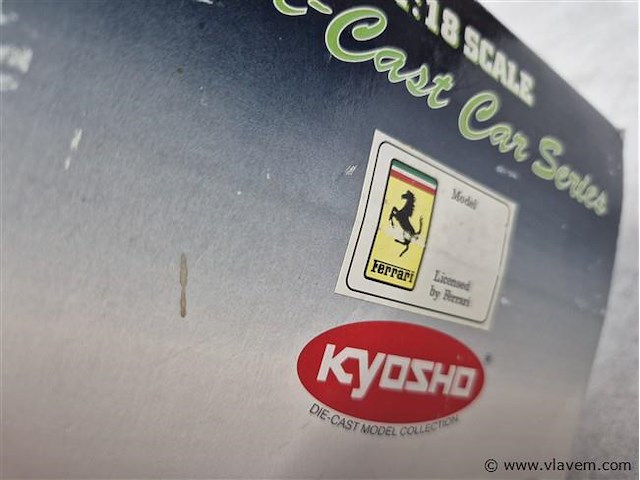 1:18 SCALE
e-Cast Car Series
Model
Ferrari
Licensed
by Ferrari
KYOSHO
DIE-CAST MODEL COLLECTION
© www.vlavem.com